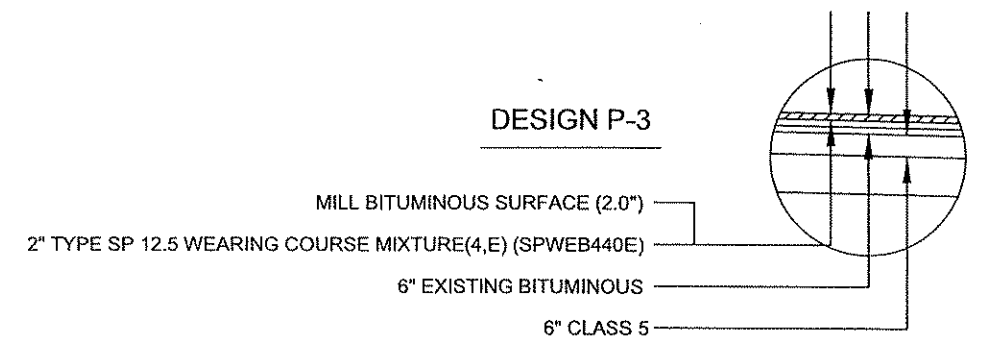 DESIGN P-3
MILL BITUMINOUS SURFACE (2.0")
2" TYPE SP 12.5 WEARING COURSE MIXTURE(4,E) (SPWEB440E)
6" EXISTING BITUMINOUS
6" CLASS 5